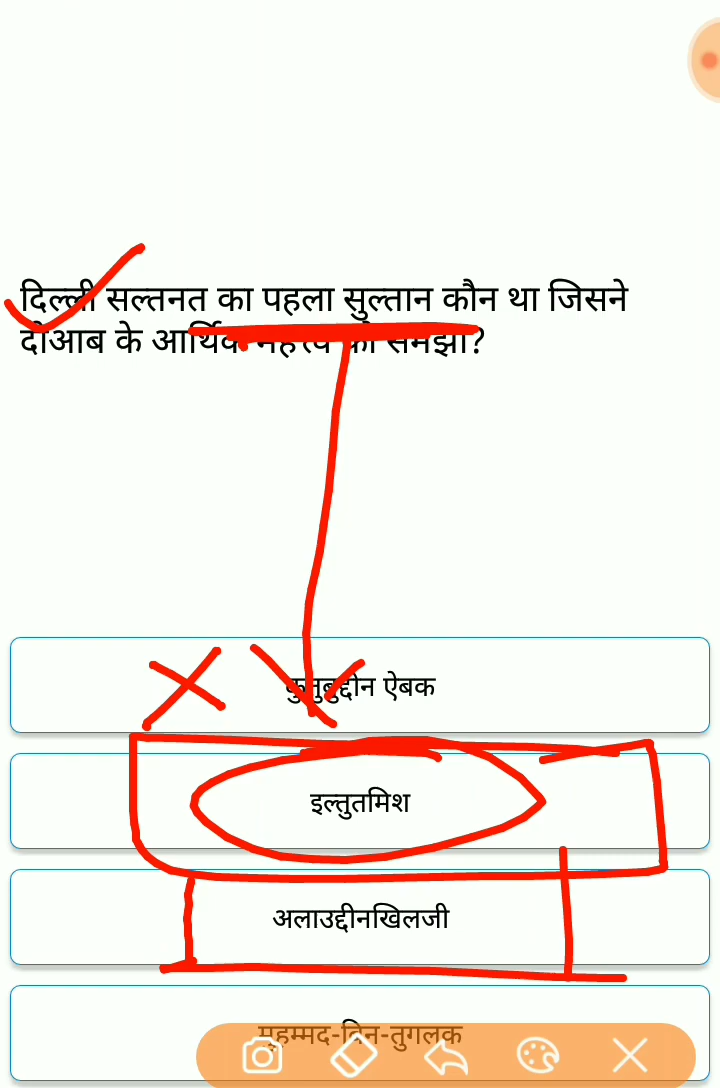 दिल्ली सल्तनत का पहला सुल्तान कौन था जिसने
दोआब के आर्थिक महत्त्व को समझा?
कुतुबुद्दीन ऐबक
इल्तुतमिश
अलाउद्दीनखिलजी
मुहम्मद-बिन-तुगलक